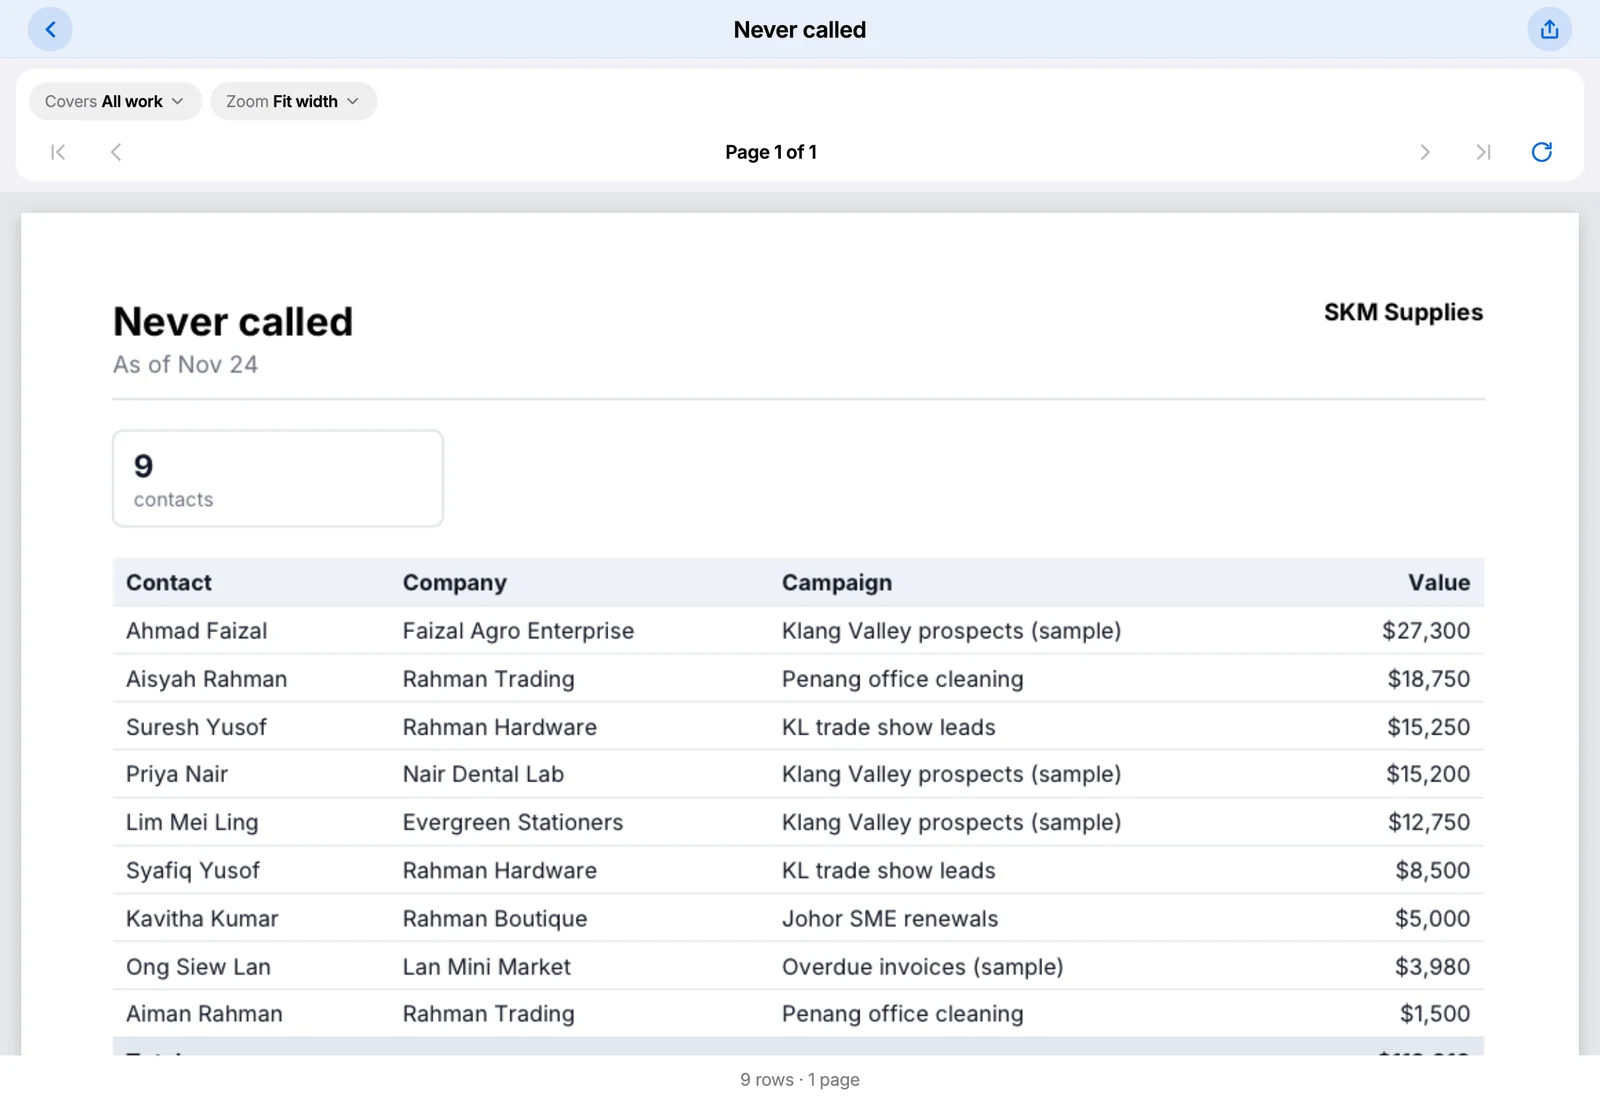 Never called
Covers All work
Zoom Fit width
Page 1 of 1
Never called
SKM Supplies
As of Nov 24
9
contacts
Contact Company Campaign Value
Ahmad Faizal Faizal Agro Enterprise Klang Valley prospects (sample) $27,300
Aisyah Rahman Rahman Trading Penang office cleaning $18,750
Suresh Yusof Rahman Hardware KL trade show leads $15,250
Priya Nair Nair Dental Lab Klang Valley prospects (sample) $15,200
Lim Mei Ling Evergreen Stationers Klang Valley prospects (sample) $12,750
Syafiq Yusof Rahman Hardware KL trade show leads $8,500
Kavitha Kumar Rahman Boutique Johor SME renewals $5,000
Ong Siew Lan Lan Mini Market Overdue invoices (sample) $3,980
Aiman Rahman Rahman Trading Penang office cleaning $1,500
9 rows · 1 page